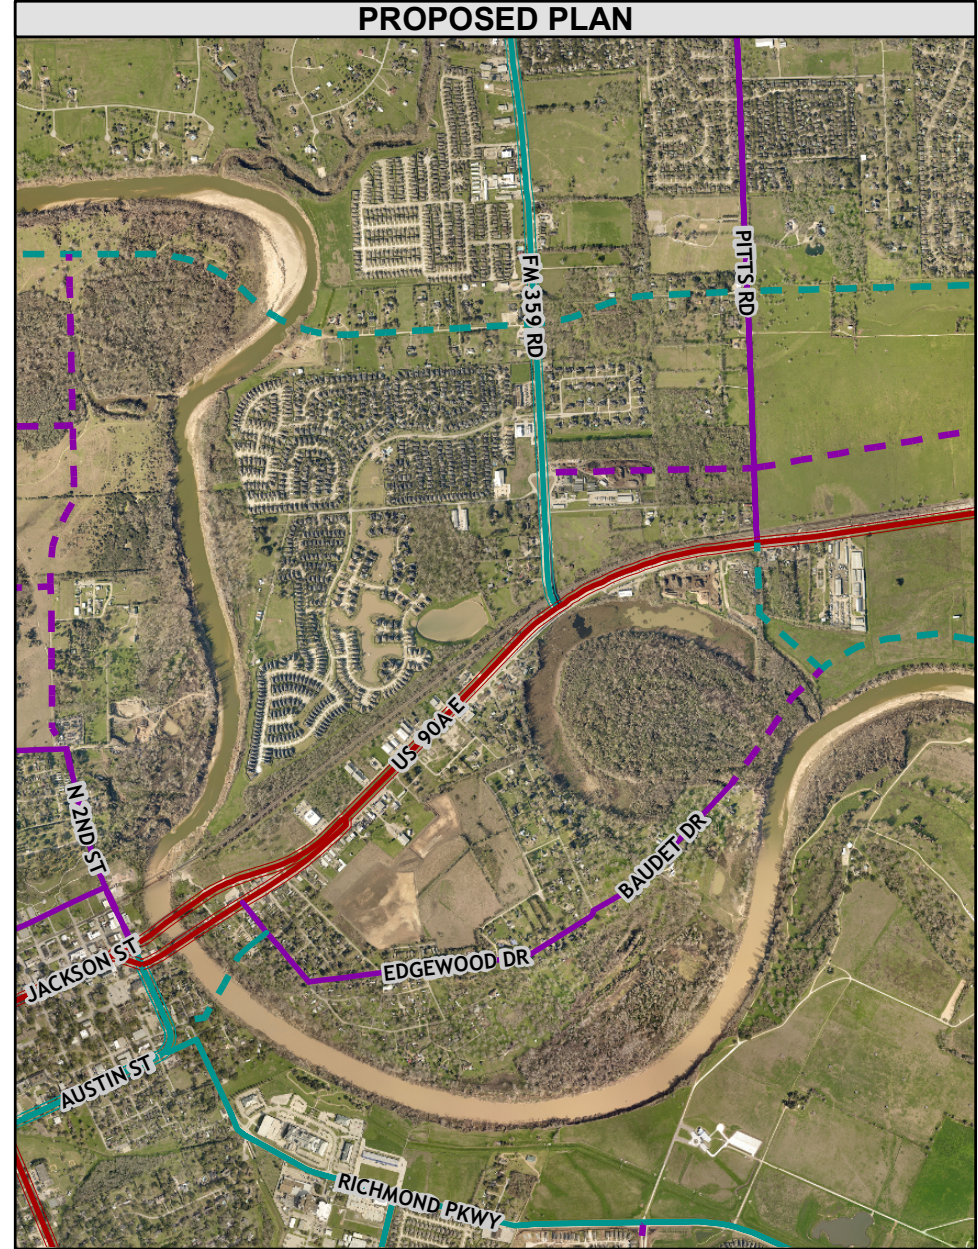 PROPOSED PLAN
FM 359 RD
PITTS RD
US 90A E
N 2ND ST
BAUDET DR
JACKSON ST
EDGEWOOD DR
AUSTIN ST
RICHMOND PKWY